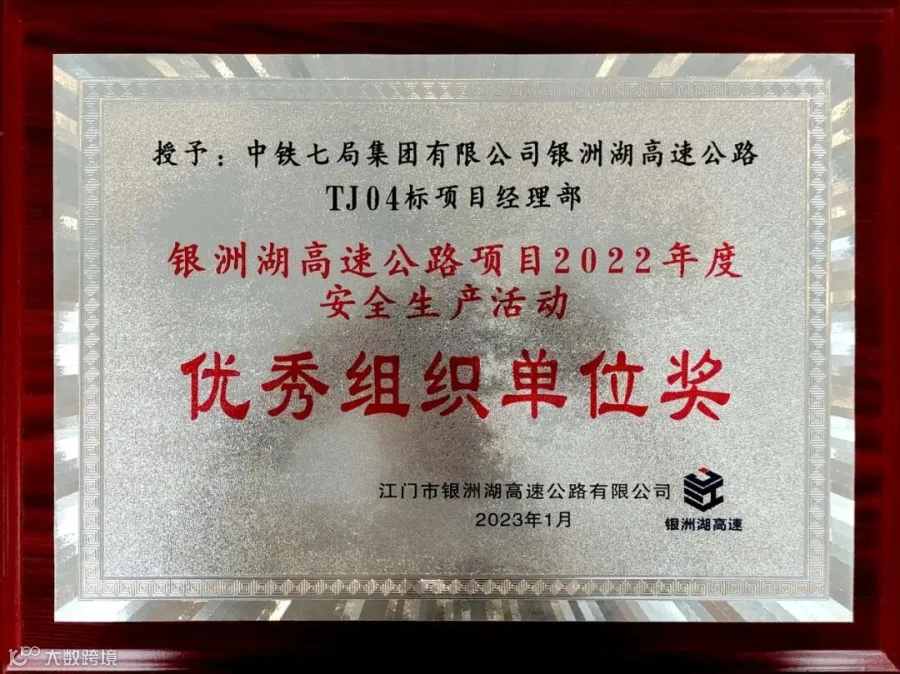 授予：中铁七局集团有限公司银洲湖高速公路
TJ04标项目经理部
银洲湖高速公路项目2022年度
安全生产活动
优秀组织单位奖
江门市银洲湖高速公路有限公司
2023年1月
银洲湖高速
大数跨境